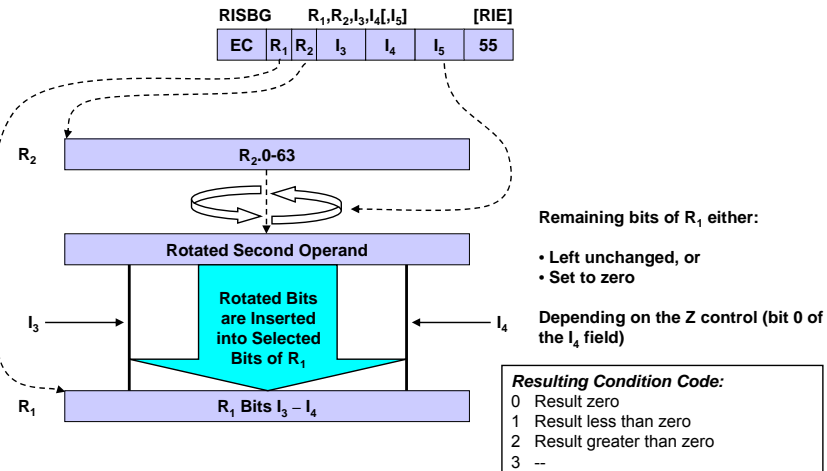 RISBG R1,R2,I3,I4[,I5] [RIE]
EC R1 R2 I3 I4 I5 55
R2
R2.0-63
Rotated Second Operand
Rotated Bits
are Inserted
into Selected
Bits of R1
I3
I4
R1
R1 Bits I3 – I4
Remaining bits of R1 either:
• Left unchanged, or
• Set to zero
Depending on the Z control (bit 0 of
the I4 field)
Resulting Condition Code:
0 Result zero
1 Result less than zero
2 Result greater than zero
3 --